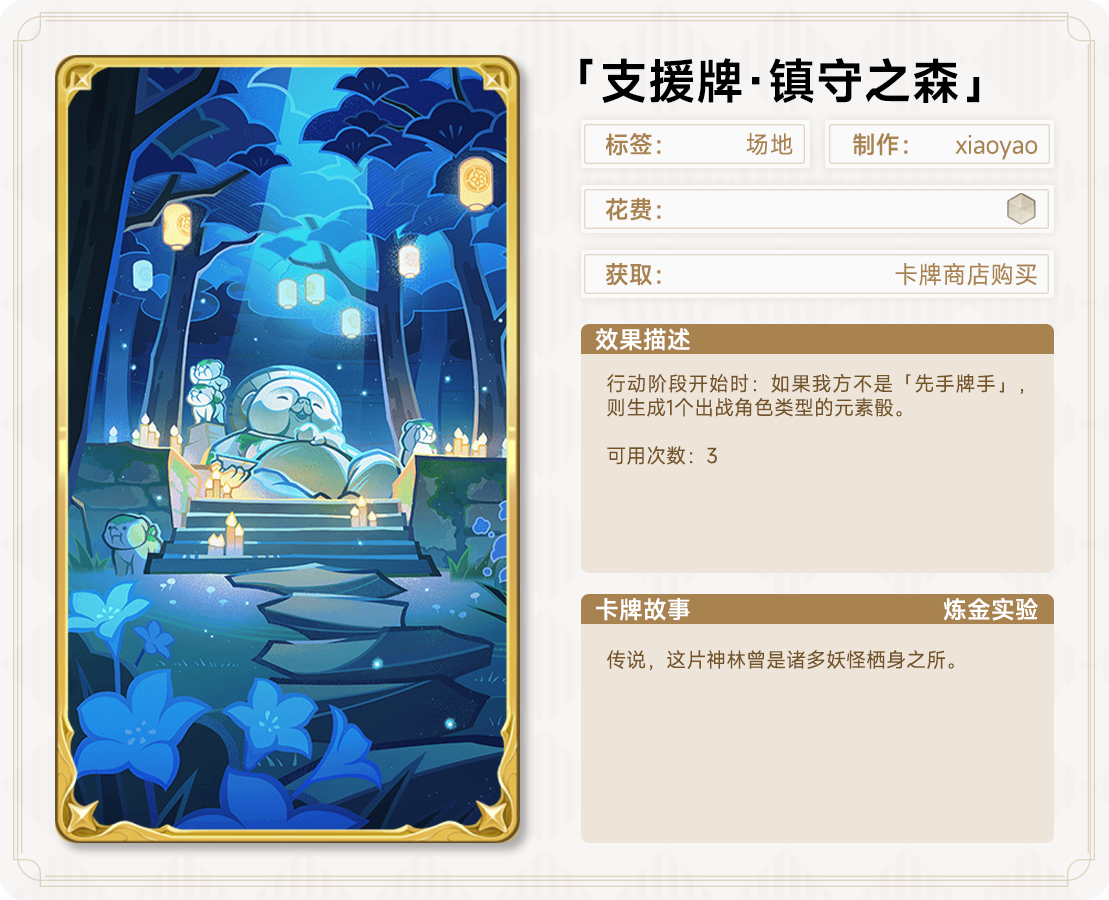 「支援牌·镇守之森」
标签： 场地
制作： xiaoyao
花费：
获取： 卡牌商店购买
效果描述
行动阶段开始时：如果我方不是「先手牌手」，
则生成1个出战角色类型的元素骰。
可用次数：3
卡牌故事 炼金实验
传说，这片神林曾是诸多妖怪栖身之所。